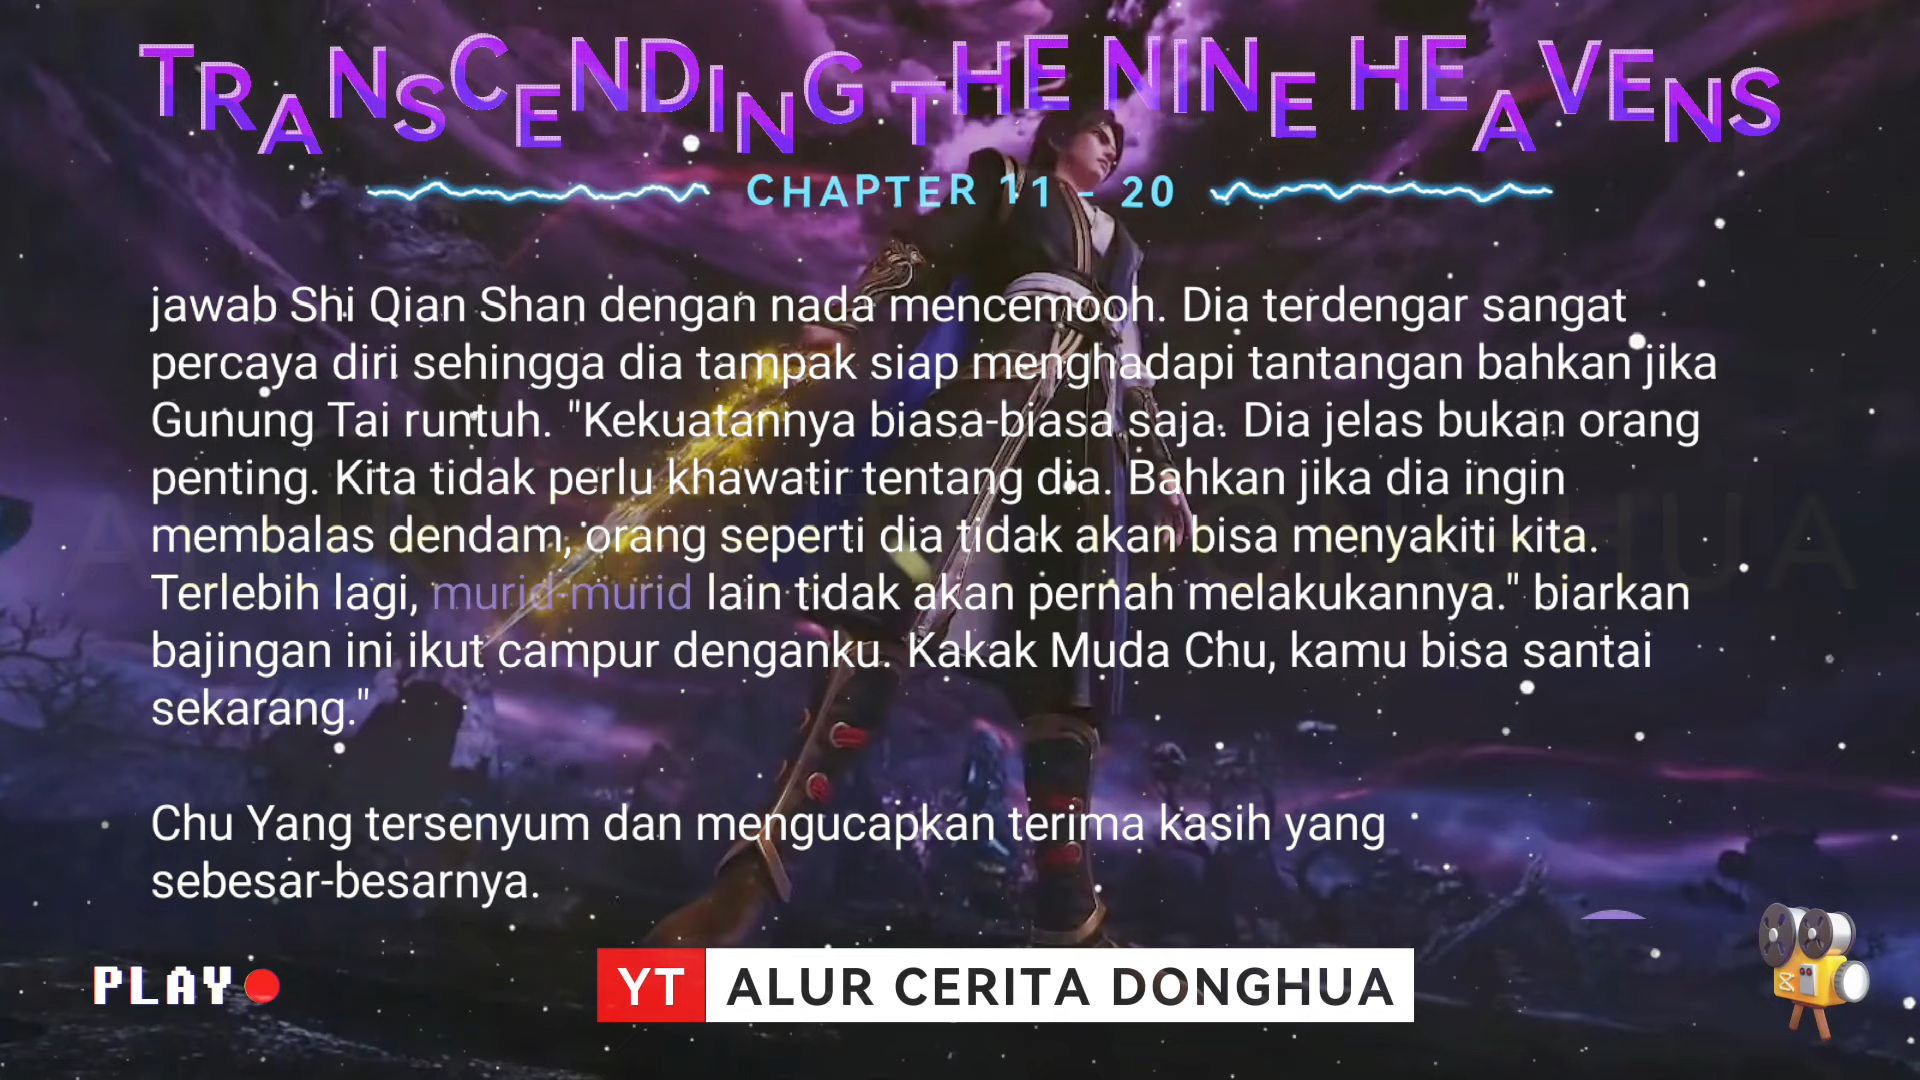 TRANSCENDING THE NINE HEAVENS
CHAPTER 11 - 20
jawab Shi Qian Shan dengan nada mencemooh. Dia terdengar sangat
percaya diri sehingga dia tampak siap menghadapi tantangan bahkan jika
Gunung Tai runtuh. "Kekuatannya biasa-biasa saja. Dia jelas bukan orang
penting. Kita tidak perlu khawatir tentang dia. Bahkan jika dia ingin
membalas dendam, orang seperti dia tidak akan bisa menyakiti kita.
Terlebih lagi, murid-murid lain tidak akan pernah melakukannya." biarkan
bajingan ini ikut campur denganku. Kakak Muda Chu, kamu bisa santai
sekarang."
Chu Yang tersenyum dan mengucapkan terima kasih yang
sebesar-besarnya.
PLAY
YT ALUR CERITA DONGHUA